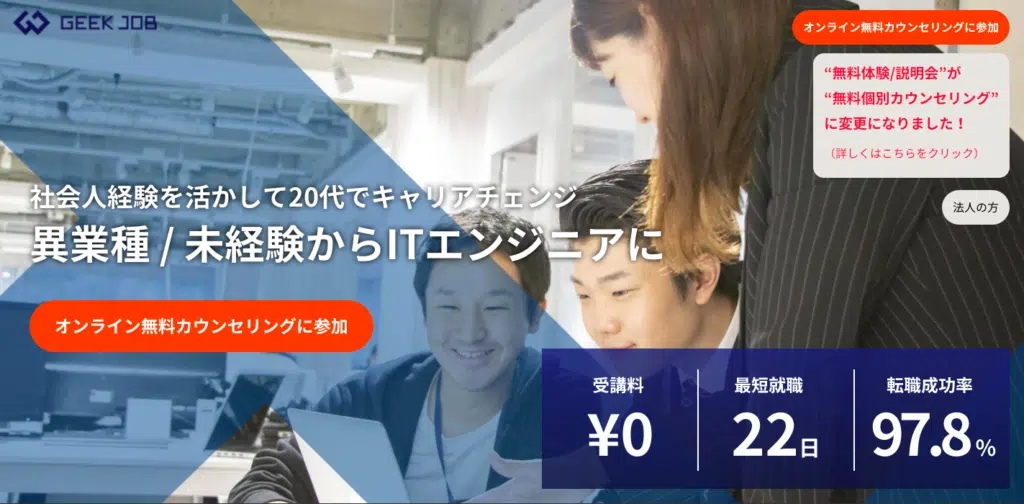 GEEK JOB
オンライン無料カウンセリングに参加
“無料体験/説明会”が
“無料個別カウンセリング”
に変更になりました！
（詳しくはこちらをクリック）
法人の方
社会人経験を活かして20代でキャリアチェンジ
異業種 / 未経験からITエンジニアに
オンライン無料カウンセリングに参加
受講料
¥0
最短就職
22日
転職成功率
97.8%